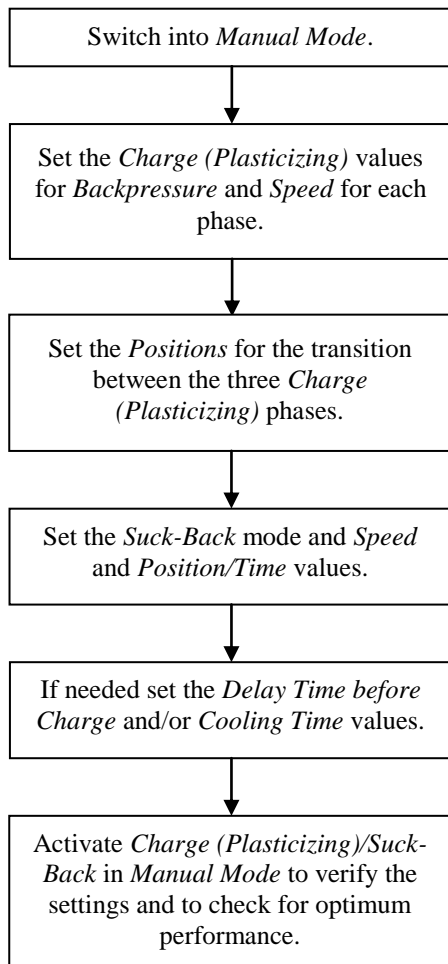 Switch into Manual Mode.
Set the Charge (Plasticizing) values
for Backpressure and Speed for each
phase.
Set the Positions for the transition
between the three Charge
(Plasticizing) phases.
Set the Suck-Back mode and Speed
and Position/Time values.
If needed set the Delay Time before
Charge and/or Cooling Time values.
Activate Charge (Plasticizing)/Suck-
Back in Manual Mode to verify the
settings and to check for optimum
performance.